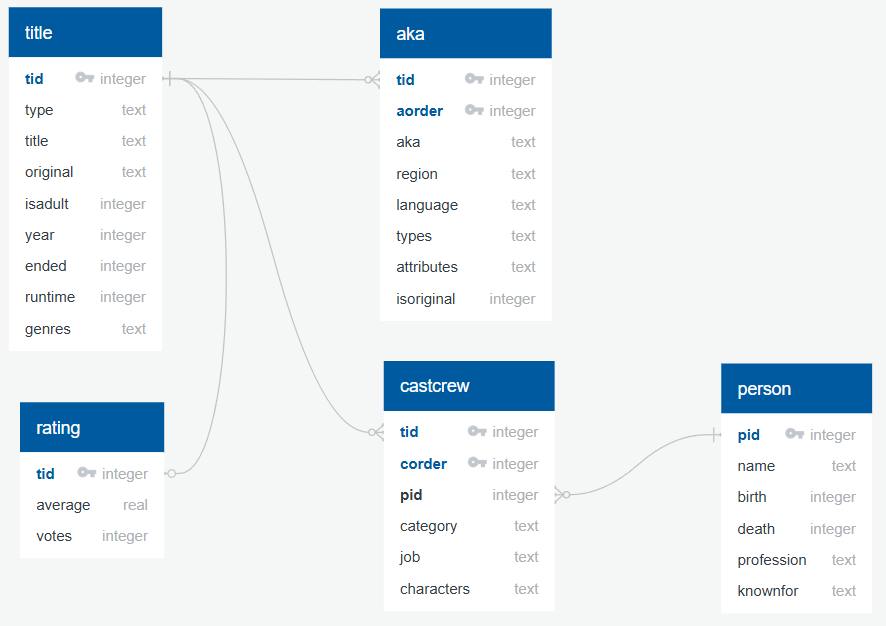 title
tid integer
type text
title text
original text
isadult integer
year integer
ended integer
runtime integer
genres text
aka
tid integer
aorder integer
aka text
region text
language text
types text
attributes text
isoriginal integer
rating
tid integer
average real
votes integer
castcrew
tid integer
corder integer
pid integer
category text
job text
characters text
person
pid integer
name text
birth integer
death integer
profession text
knownfor text